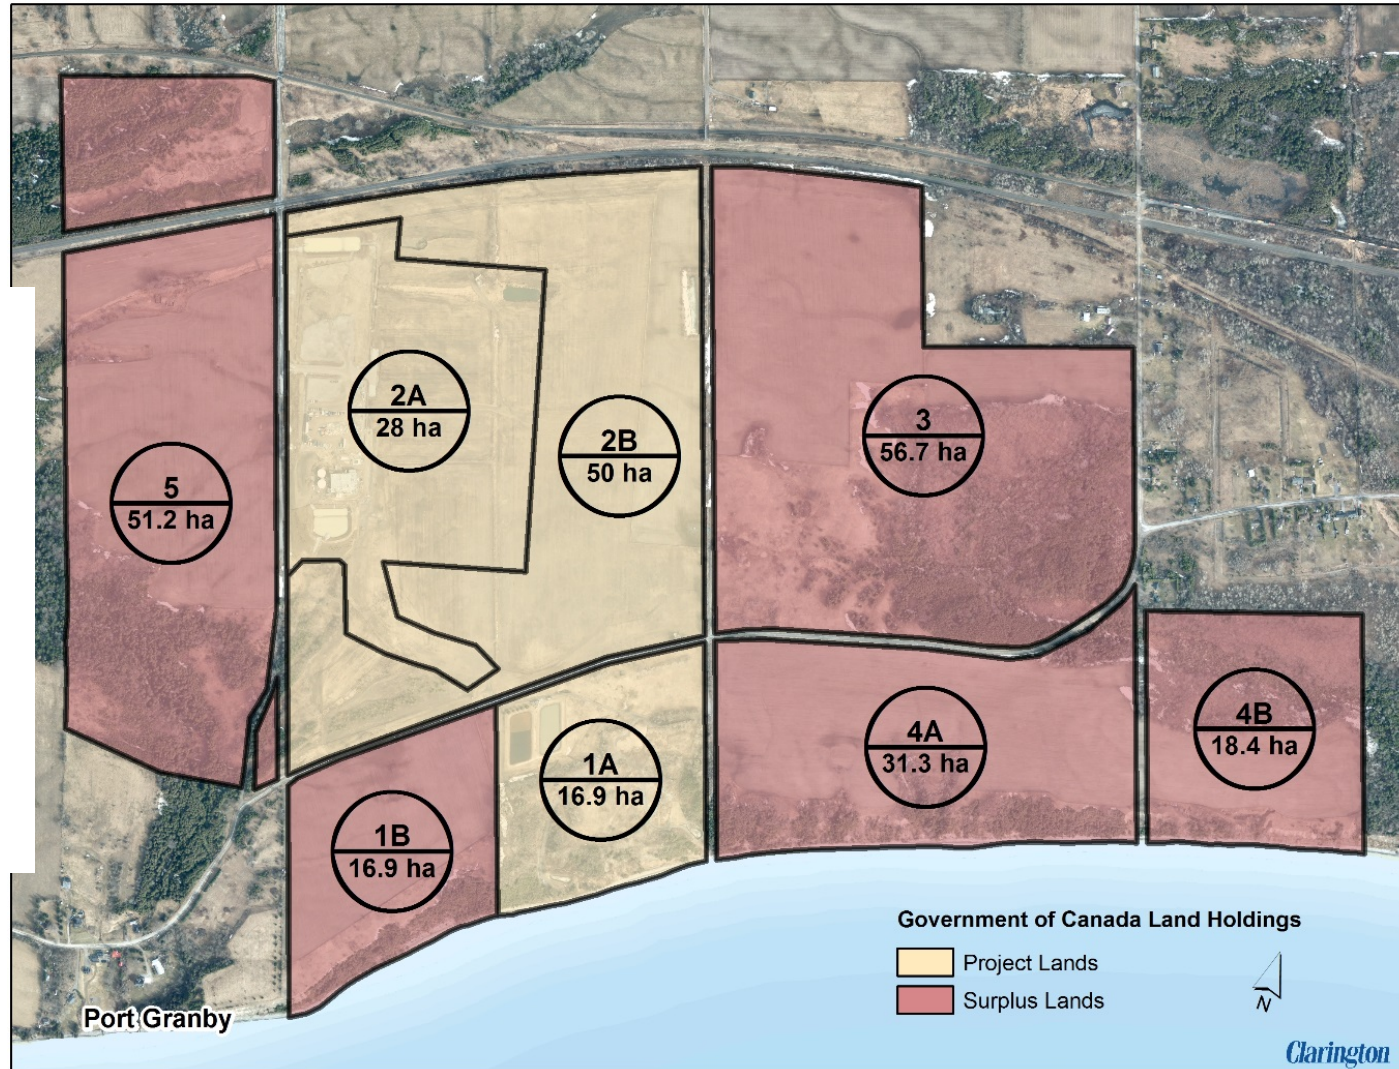 2A
28 ha
2B
50 ha
3
56.7 ha
5
51.2 ha
4A
31.3 ha
4B
18.4 ha
1A
16.9 ha
1B
16.9 ha
Government of Canada Land Holdings
Project Lands
Surplus Lands
N
Port Granby
Clarington